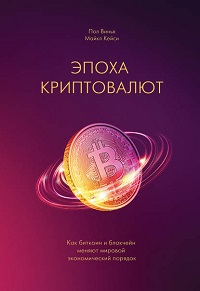 Пол Винья
Майкл Кейси
ЭПОХА
КРИПТОВАЛЮТ
Как биткоин и блокчейн
меняют мировой
экономический порядок